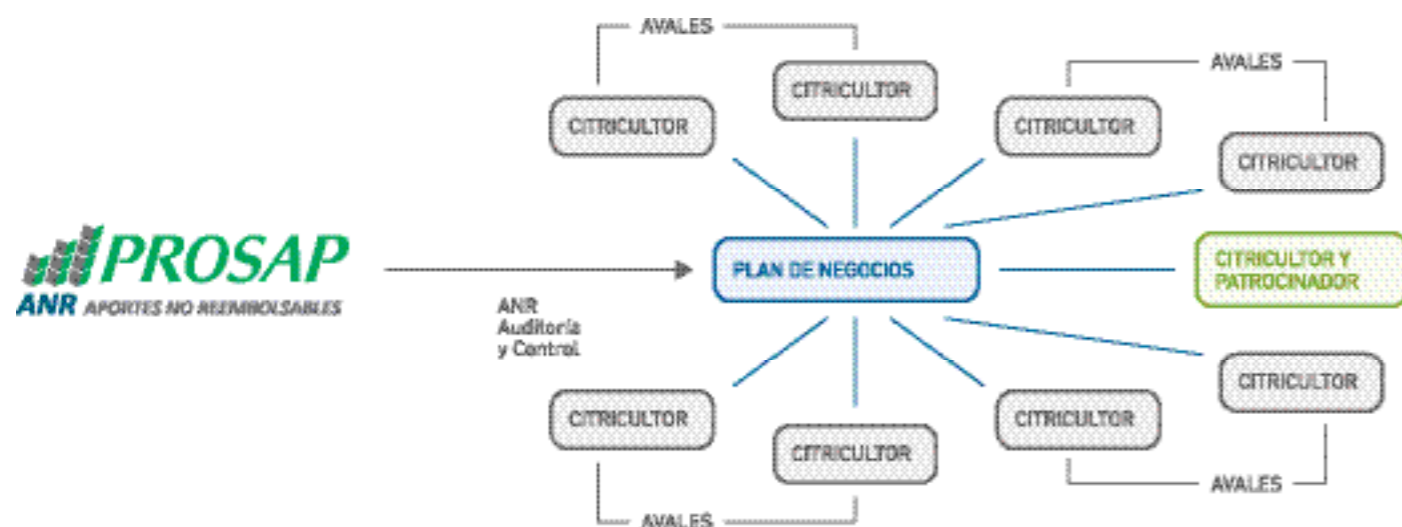 AVALES
AVALES
CITRICULTOR
CITRICULTOR
CITRICULTOR
CITRICULTOR
PROSAP
ANR APORTES NO REEMBOLSABLES
PLAN DE NEGOCIOS
CITRICULTOR Y
PATROCINADOR
ANR
Auditoría
y Control
CITRICULTOR
CITRICULTOR
CITRICULTOR
CITRICULTOR
AVALES
AVALES